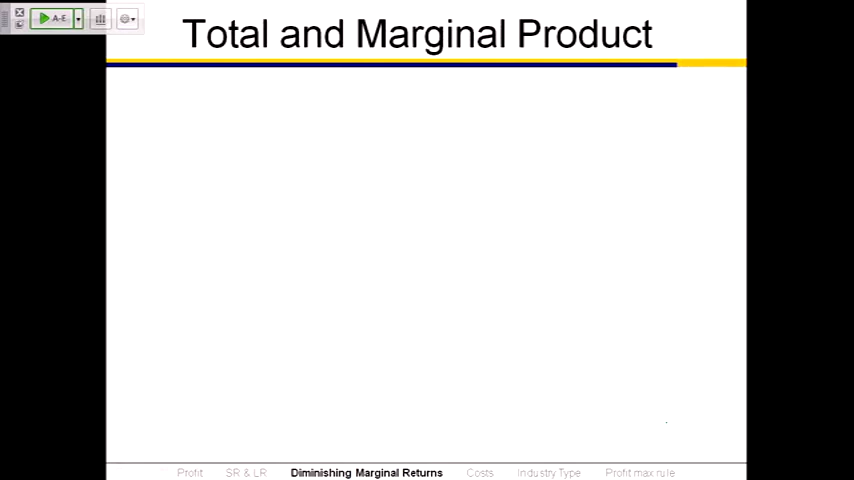 A-E
Total and Marginal Product
Profit SR & LR Diminishing Marginal Returns Costs Industry Type Profit max rule